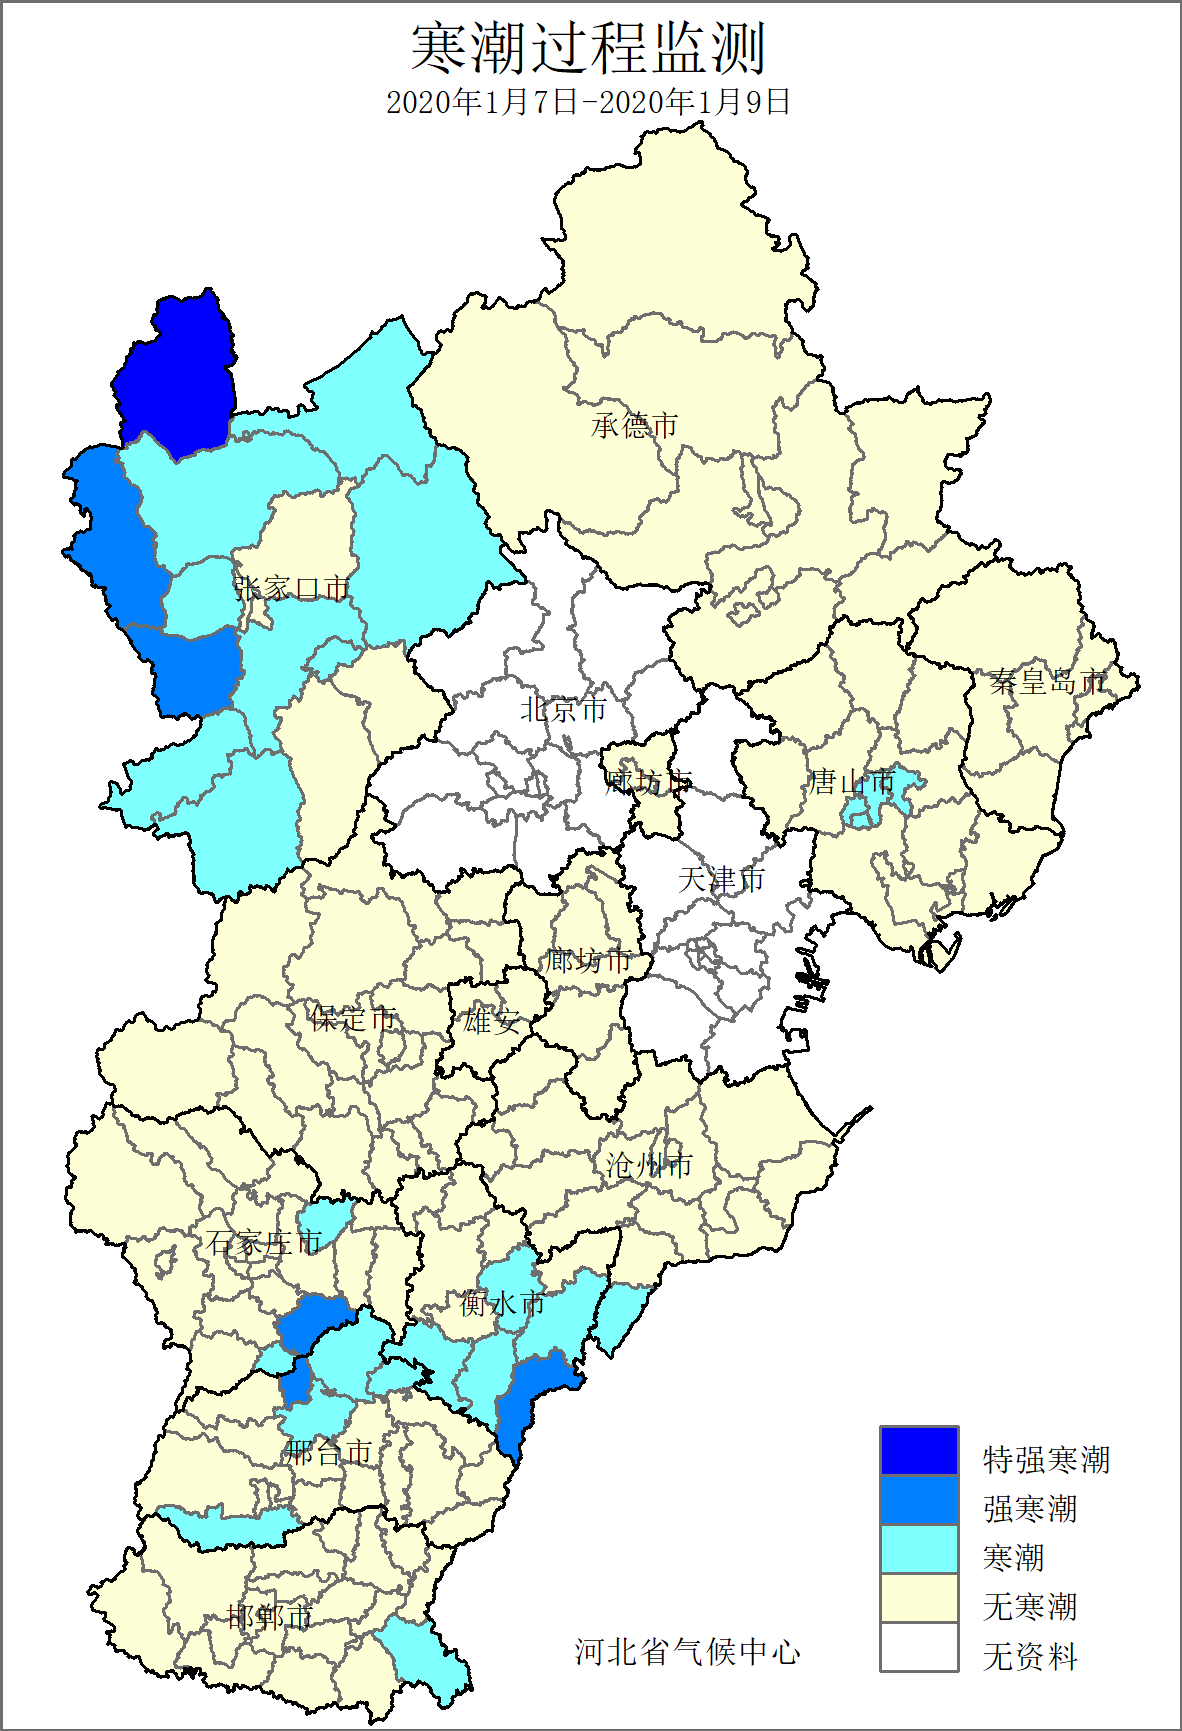 寒潮过程监测
2020年1月7日-2020年1月9日
承德市
张家口市
秦皇岛市
北京市
廊坊市
唐山市
天津市
廊坊市
保定市
雄安
沧州市
石家庄市
衡水市
邢台市
邯郸市
特强寒潮
强寒潮
寒潮
无寒潮
无资料
河北省气候中心